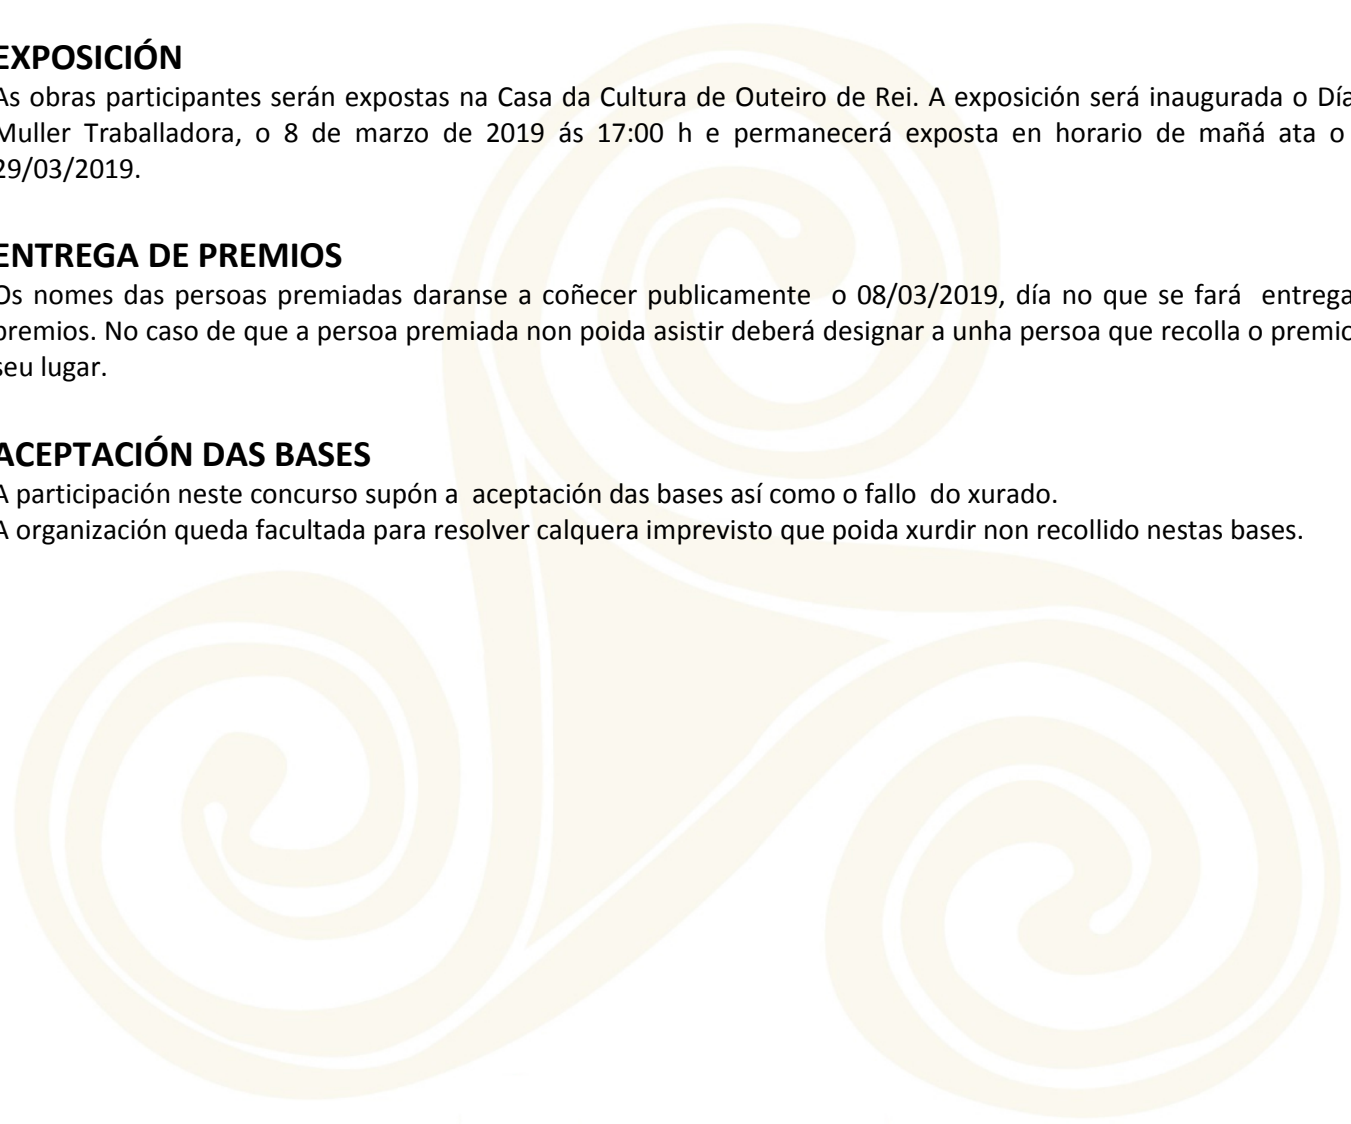 EXPOSICIÓN
As obras participantes serán expostas na Casa da Cultura de Outeiro de Rei. A exposición será inaugurada o Día
Muller Traballadora, o 8 de marzo de 2019 ás 17:00 h e permanecerá exposta en horario de mañá ata o
29/03/2019.
ENTREGA DE PREMIOS
Os nomes das persoas premiadas daranse a coñecer publicamente o 08/03/2019, día no que se fará entrega
premios. No caso de que a persoa premiada non poida asistir deberá designar a unha persoa que recolla o premio
seu lugar.
ACEPTACIÓN DAS BASES
A participación neste concurso supón a aceptación das bases así como o fallo do xurado.
A organización queda facultada para resolver calquera imprevisto que poida xurdir non recollido nestas bases.